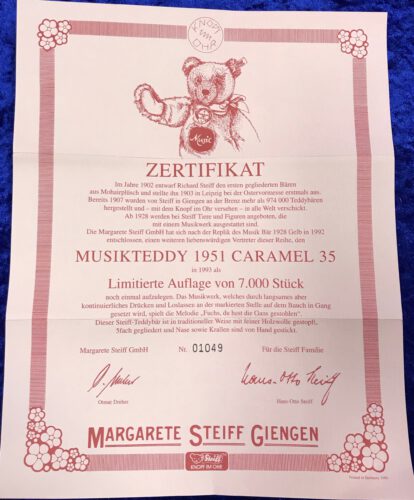 KNOPF
im
OHR
Music
ZERTIFIKAT
Im Jahre 1902 entwarf Richard Steiff den ersten gegliederten Bären
aus Mohairplüsch und stellte ihn 1903 in Leipzig bei der Ostervormesse erstmals aus.
Bereits 1907 wurden von Steiff in Giengen an der Brenz mehr als 974 000 Teddybären
hergestellt und – mit dem Knopf im Ohr versehen – in alle Welt verschickt.
Ab 1928 werden bei Steiff Tiere und Figuren angeboten, die
mit einem Musikwerk ausgestattet sind.
Die Margarete Steiff GmbH hat sich nach der Replik des Musik Bär 1928 Gelb in 1992
entschlossen, einen weiteren liebenswürdigen Vertreter dieser Reihe, den
MUSIKTEDDY 1951 CARAMEL 35
in 1993 als
Limitierte Auflage von 7.000 Stück
noch einmal aufzulegen. Das Musikwerk, welches durch langsames aber
kontinuierliches Drücken und Loslassen an der markierten Stelle auf dem Bauch in Gang
gesetzt wird, spielt die Melodie „Fuchs, du hast die Gans gestohlen“.
Dieser Steiff-Teddybär ist in traditioneller Weise mit feiner Holzwolle gestopft,
5fach gegliedert und Nase sowie Krallen sind von Hand gestickt.
Margarete Steiff GmbH Nr. 01049 Für die Steiff Familie
Otmar Dreher Hans Otto Steiff
MARGARETE STEIFF GIENGEN
Steiff
KNOPF IM OHR
Printed in Germany 1993